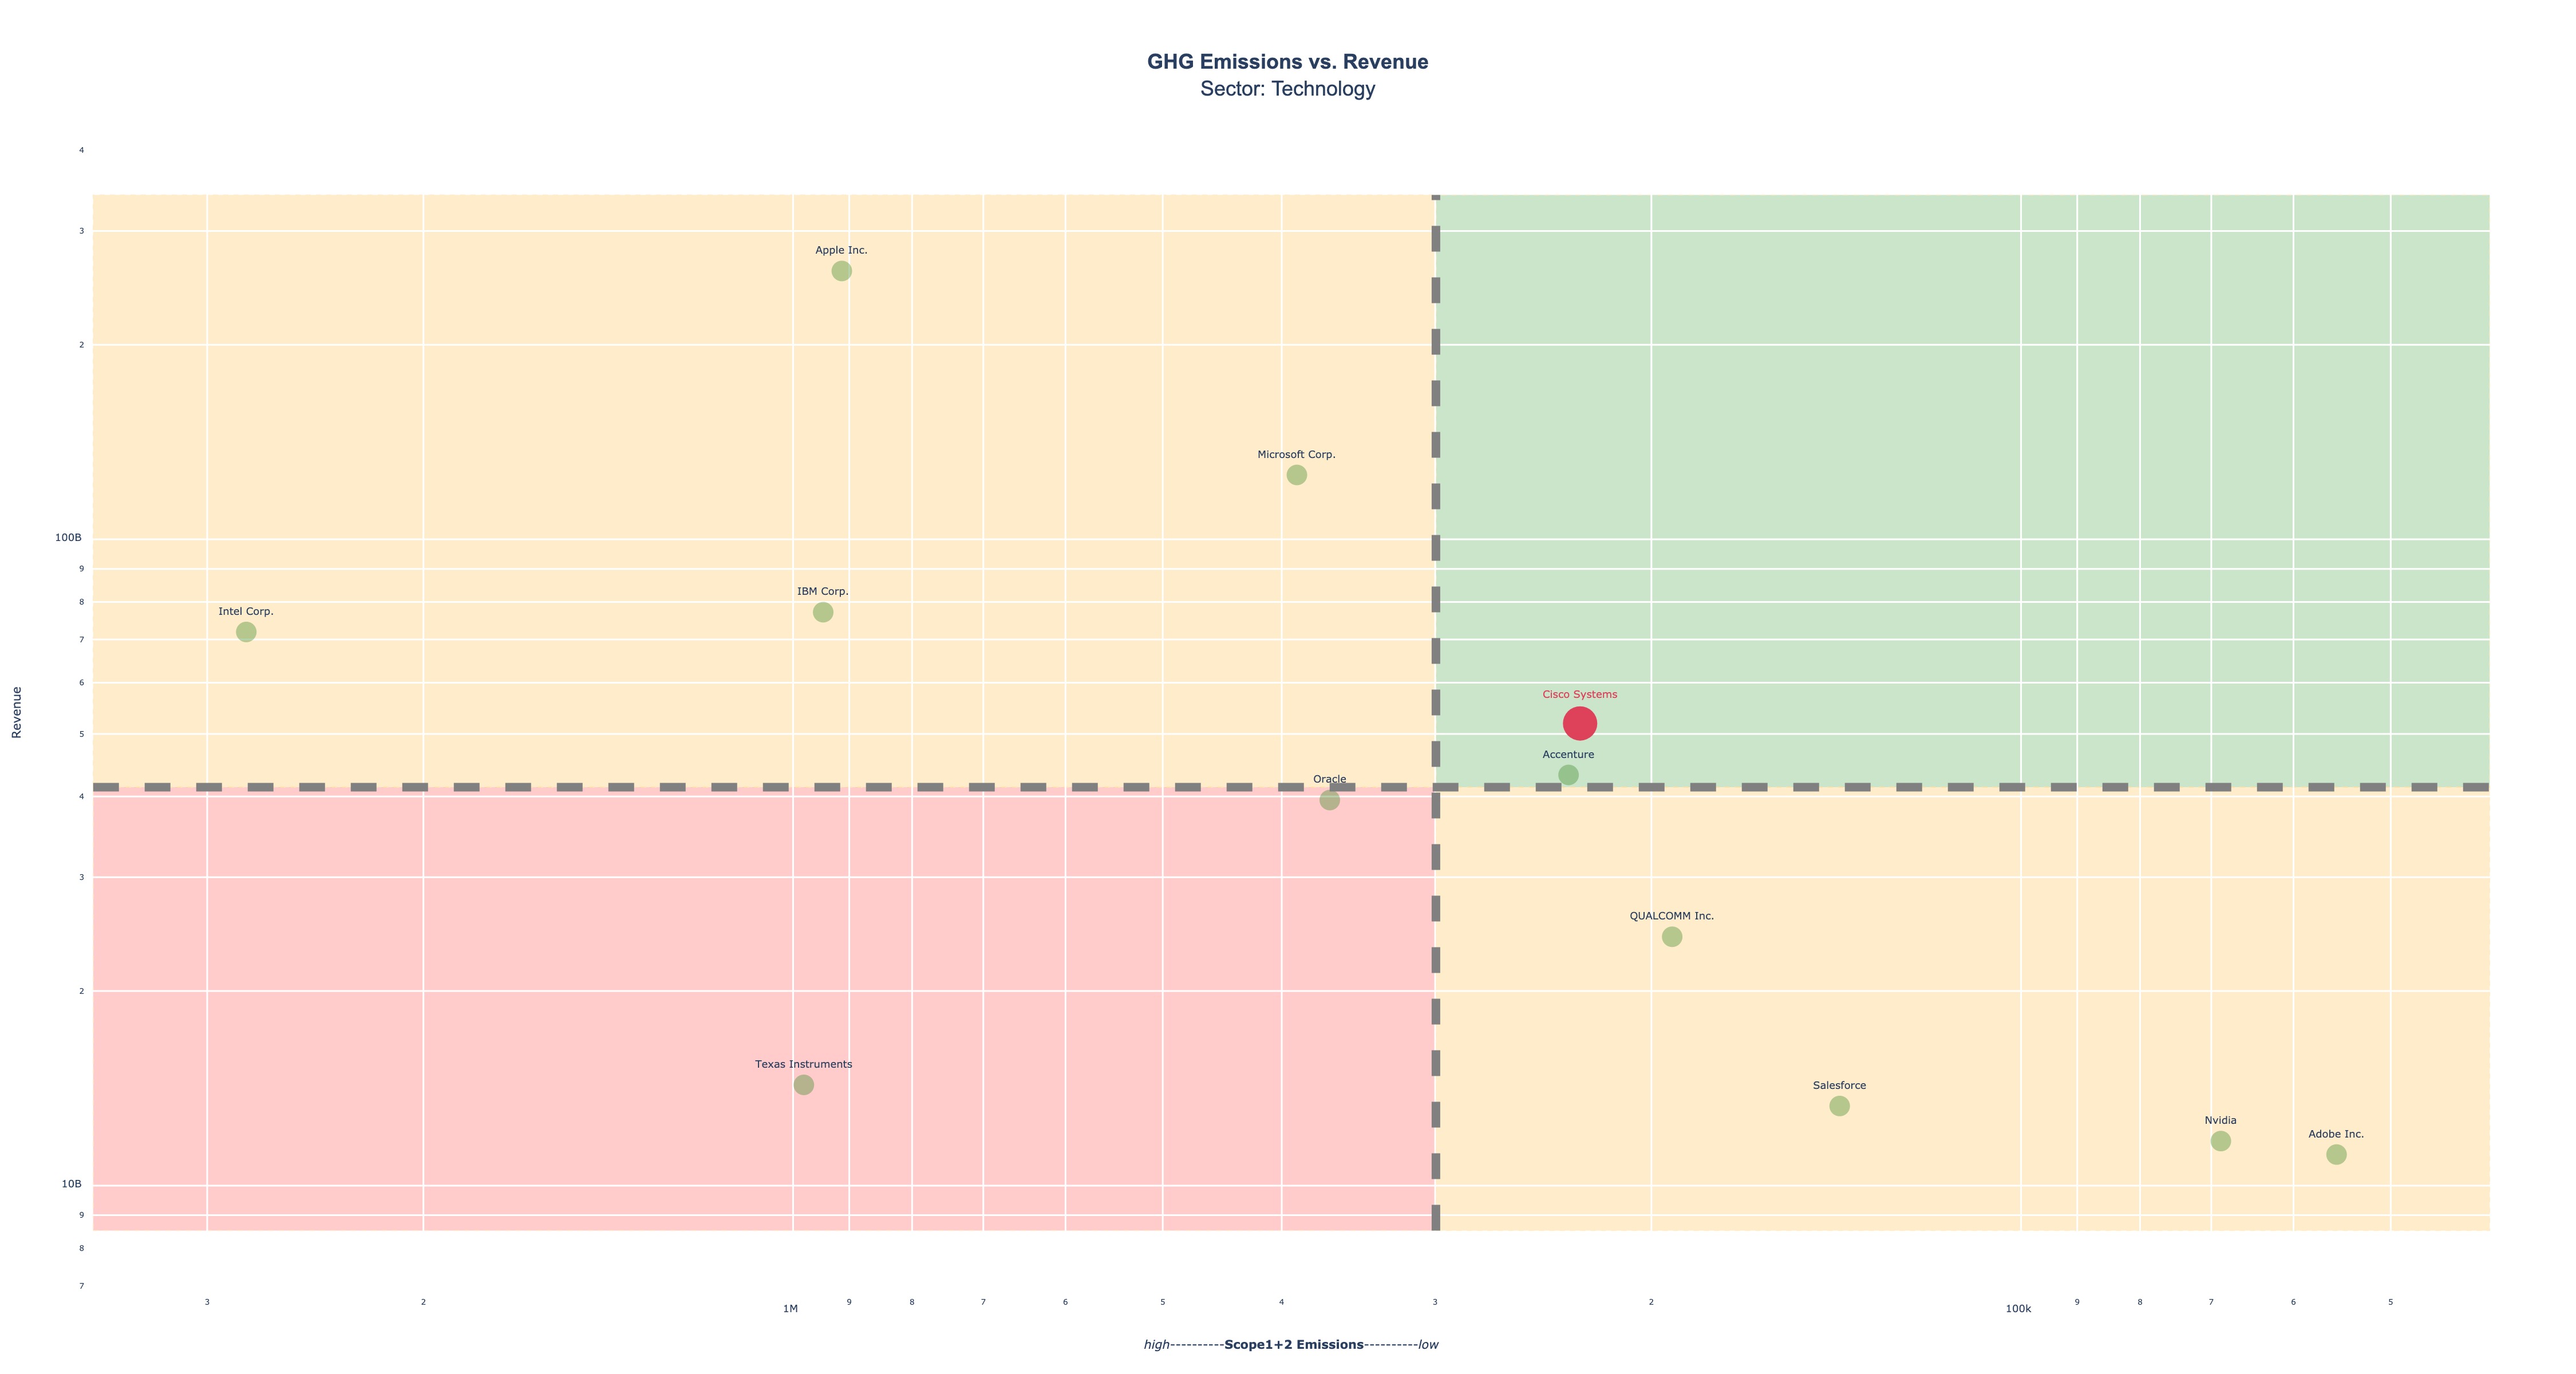 GHG Emissions vs. Revenue
Sector: Technology
4
3
Apple Inc.
2
Microsoft Corp.
100B
9
IBM Corp.
8
Intel Corp.
7
6
Cisco Systems
Revenue
5
Accenture
Oracle
4
3
QUALCOMM Inc.
2
Texas Instruments
Salesforce
Nvidia
Adobe Inc.
10B
9
8
7
3 2 1M 9 8 7 6 5 4 3 2 100k 9 8 7 6 5
high----------Scope1+2 Emissions----------low